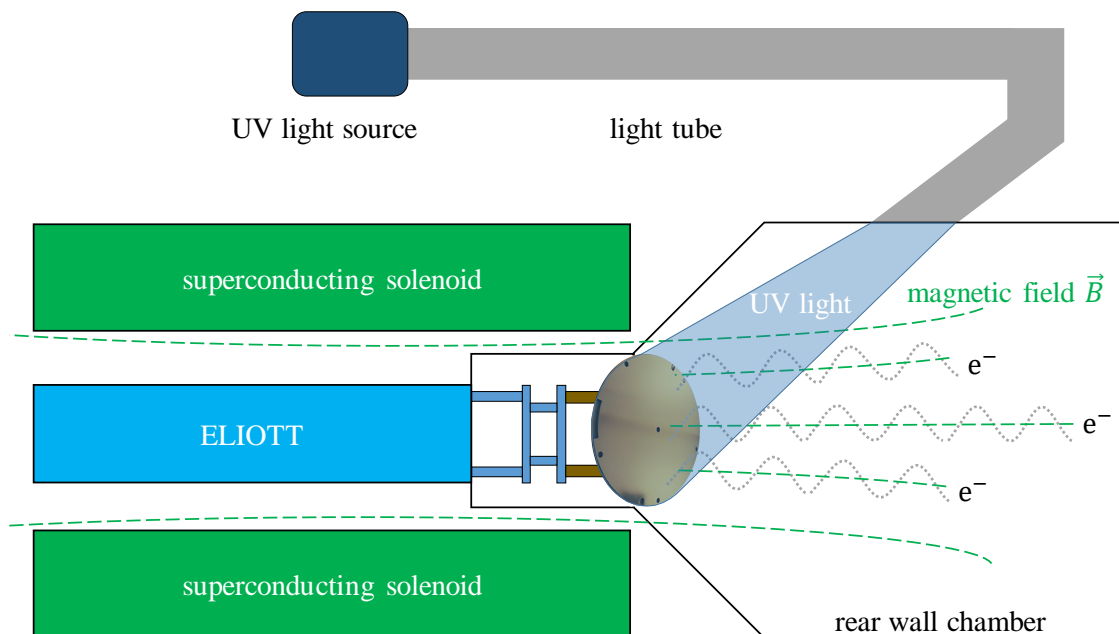 UV light source
light tube
superconducting solenoid
UV light
magnetic field B⃗
e⁻
ELIOTT
e⁻
e⁻
superconducting solenoid
rear wall chamber